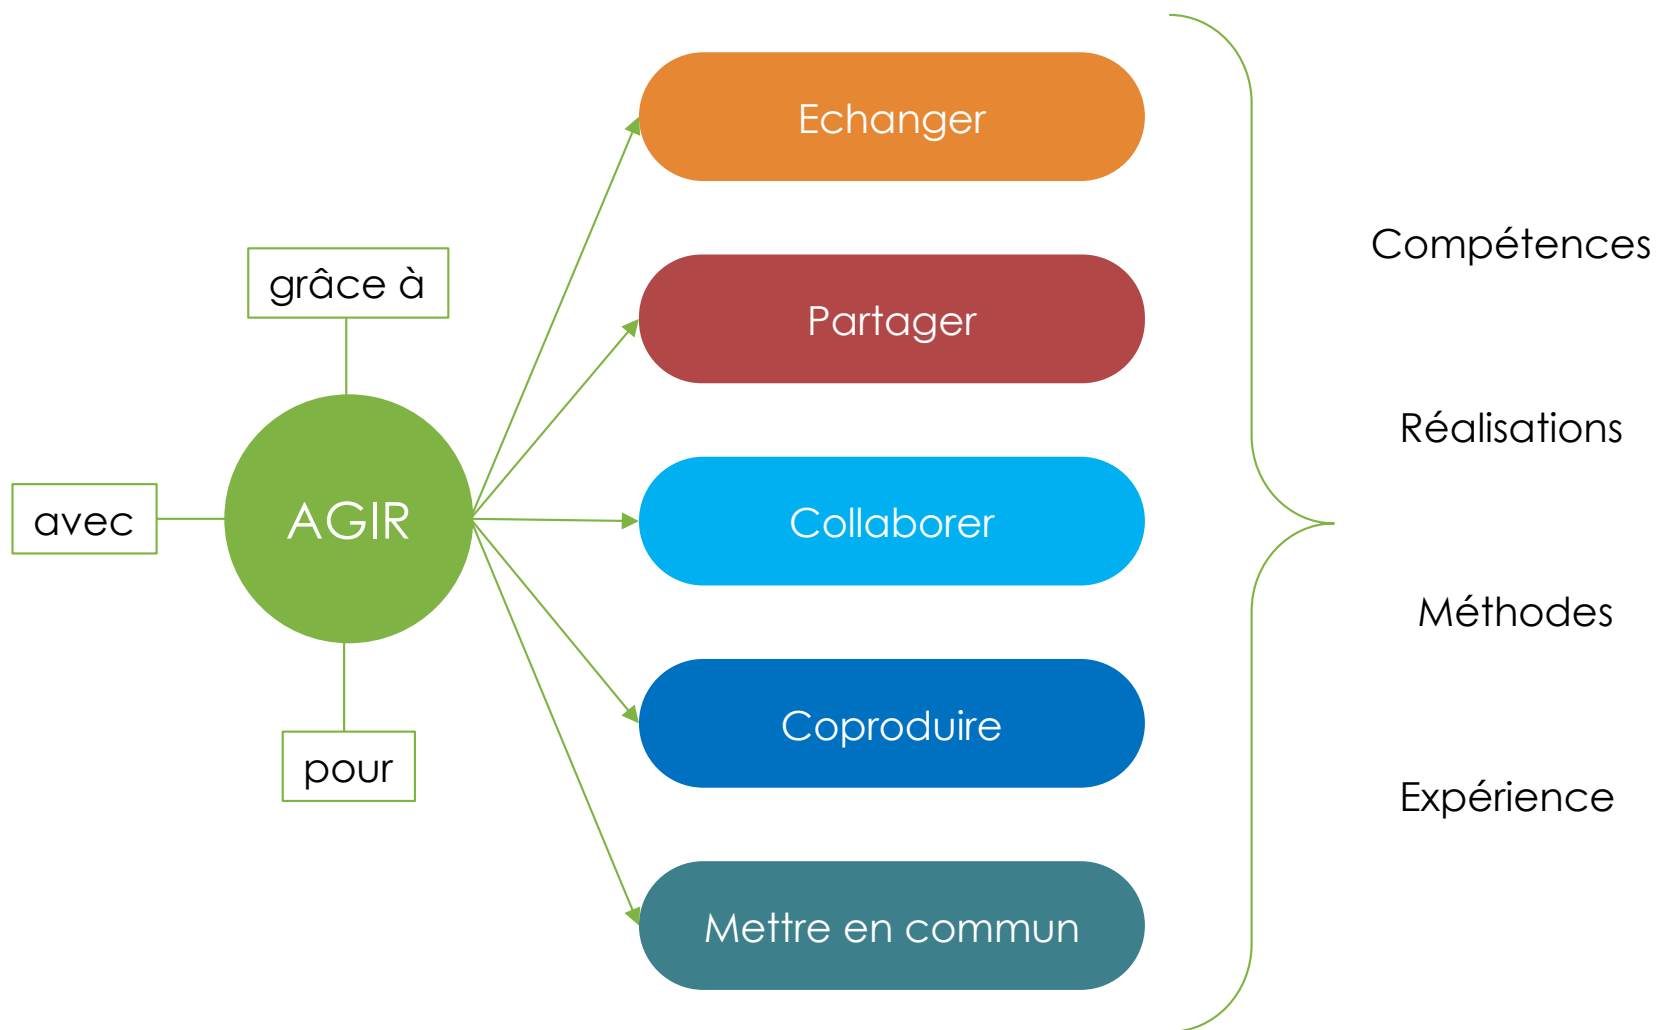 grâce à
avec
AGIR
pour
Echanger
Partager
Collaborer
Coproduire
Mettre en commun
Compétences
Réalisations
Méthodes
Expérience